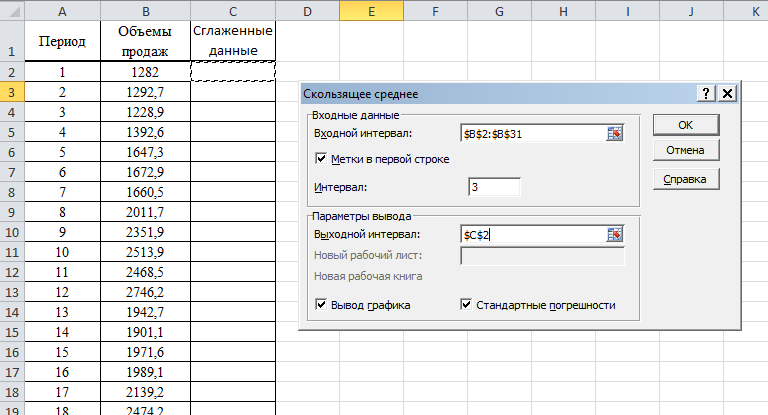 A B C D E F G H I J K
1 Период Объемы продаж Сглаженные данные
2 1 1282
3 2 1292,7
4 3 1228,9
5 4 1392,6
6 5 1647,3
7 6 1672,9
8 7 1660,5
9 8 2011,7
10 9 2351,9
11 10 2513,9
12 11 2468,5
13 12 2746,2
14 13 1942,7
15 14 1901,1
16 15 1971,6
17 16 1989,1
18 17 2139,2
19 18 2474,2
Скользящее среднее
Входные данные
Входной интервал: $B$2:$B$31
Метки в первой строке
Интервал: 3
Параметры вывода
Выходной интервал: $C$2
Новый рабочий лист:
Новая рабочая книга
Вывод графика Стандартные погрешности
ОК
Отмена
Справка